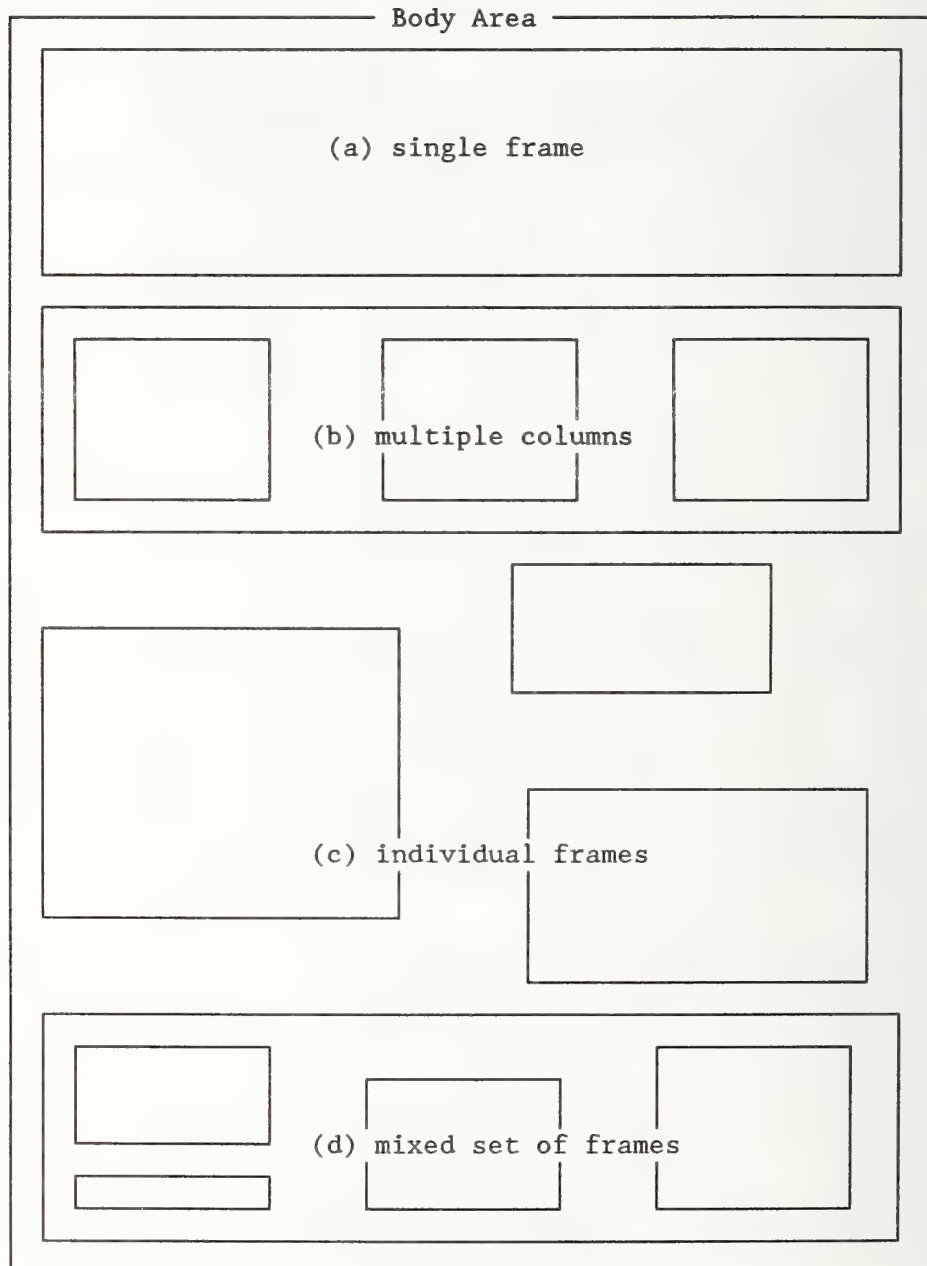 Body Area
(a) single frame
(b) multiple columns
(c) individual frames
(d) mixed set of frames